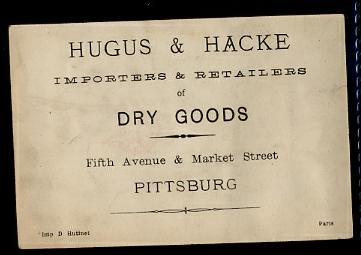 HUGUS & HACKE
IMPORTERS & RETAILERS
of
DRY GOODS
Fifth Avenue & Market Street
PITTSBURG
Imp D Hutinet Paris